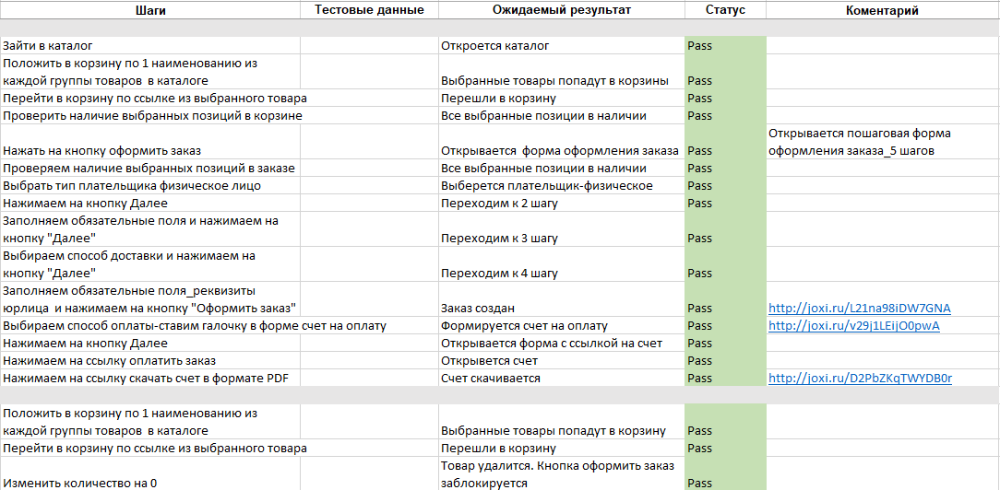 Шаги Тестовые данные Ожидаемый результат Статус Коментарий
Зайти в каталог Откроется каталог Pass
Положить в корзину по 1 наименованию из
каждой группы товаров в каталоге Выбранные товары попадут в корзины Pass
Перейти в корзину по ссылке из выбранного товара Перешли в корзину Pass
Проверить наличие выбранных позиций в корзине Все выбранные позиции в наличии Pass
Открывается пошаговая форма
Нажать на кнопку оформить заказ Открывается форма оформления заказа Pass оформления заказа_5 шагов
Проверяем наличие выбранных позиций в заказе Все выбранные позиции в наличии Pass
Выбрать тип плательщика физическое лицо Выберется плательщик-физическое Pass
Нажимаем на кнопку Далее Переходим к 2 шагу Pass
Заполняем обязательные поля и нажимаем на
кнопку "Далее" Переходим к 3 шагу Pass
Выбираем способ доставки и нажимаем на
кнопку "Далее" Переходим к 4 шагу Pass
Заполняем обязательные поля_реквизиты
юрлица и нажимаем на кнопку "Оформить заказ" Заказ создан Pass http://joxi.ru/L21na98iDW7GNA
Выбираем способ оплаты-ставим галочку в форме счет на оплату Формируется счет на оплату Pass http://joxi.ru/v29j1LEijO0pwA
Нажимаем на кнопку Далее Открывается форма с ссылкой на счет Pass
Нажимаем на ссылку оплатить заказ Открвется счет Pass
Нажимаем на ссылку скачать счет в формате PDF Счет скачивается Pass http://joxi.ru/D2PbZKqTWYDB0r
Положить в корзину по 1 наименованию из
каждой группы товаров в каталоге Выбранные товары попадут в корзину Pass
Перейти в корзину по ссылке из выбранного товара Перешли в корзину Pass
Товар удалится. Кнопка оформить заказ
Изменить количество на 0 заблокируется Pass